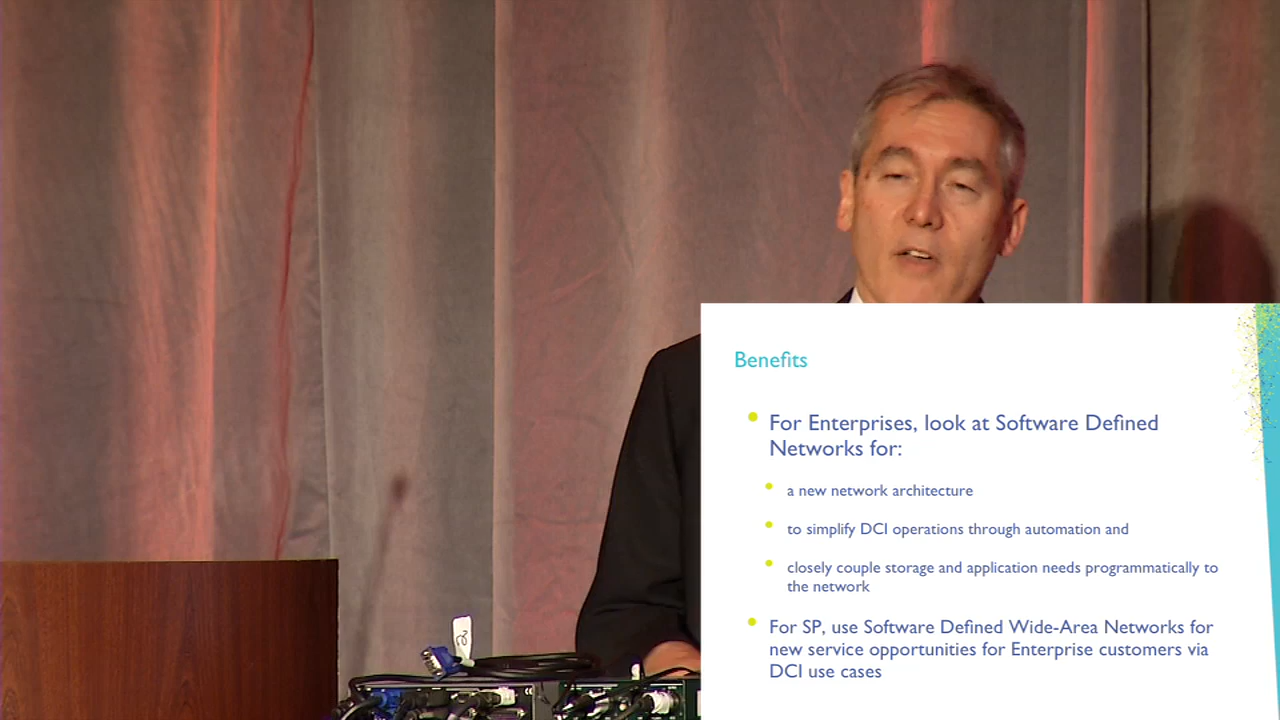 Benefits
For Enterprises, look at Software Defined
Networks for:
a new network architecture
to simplify DCI operations through automation and
closely couple storage and application needs programmatically to
the network
For SP, use Software Defined Wide-Area Networks for
new service opportunities for Enterprise customers via
DCI use cases